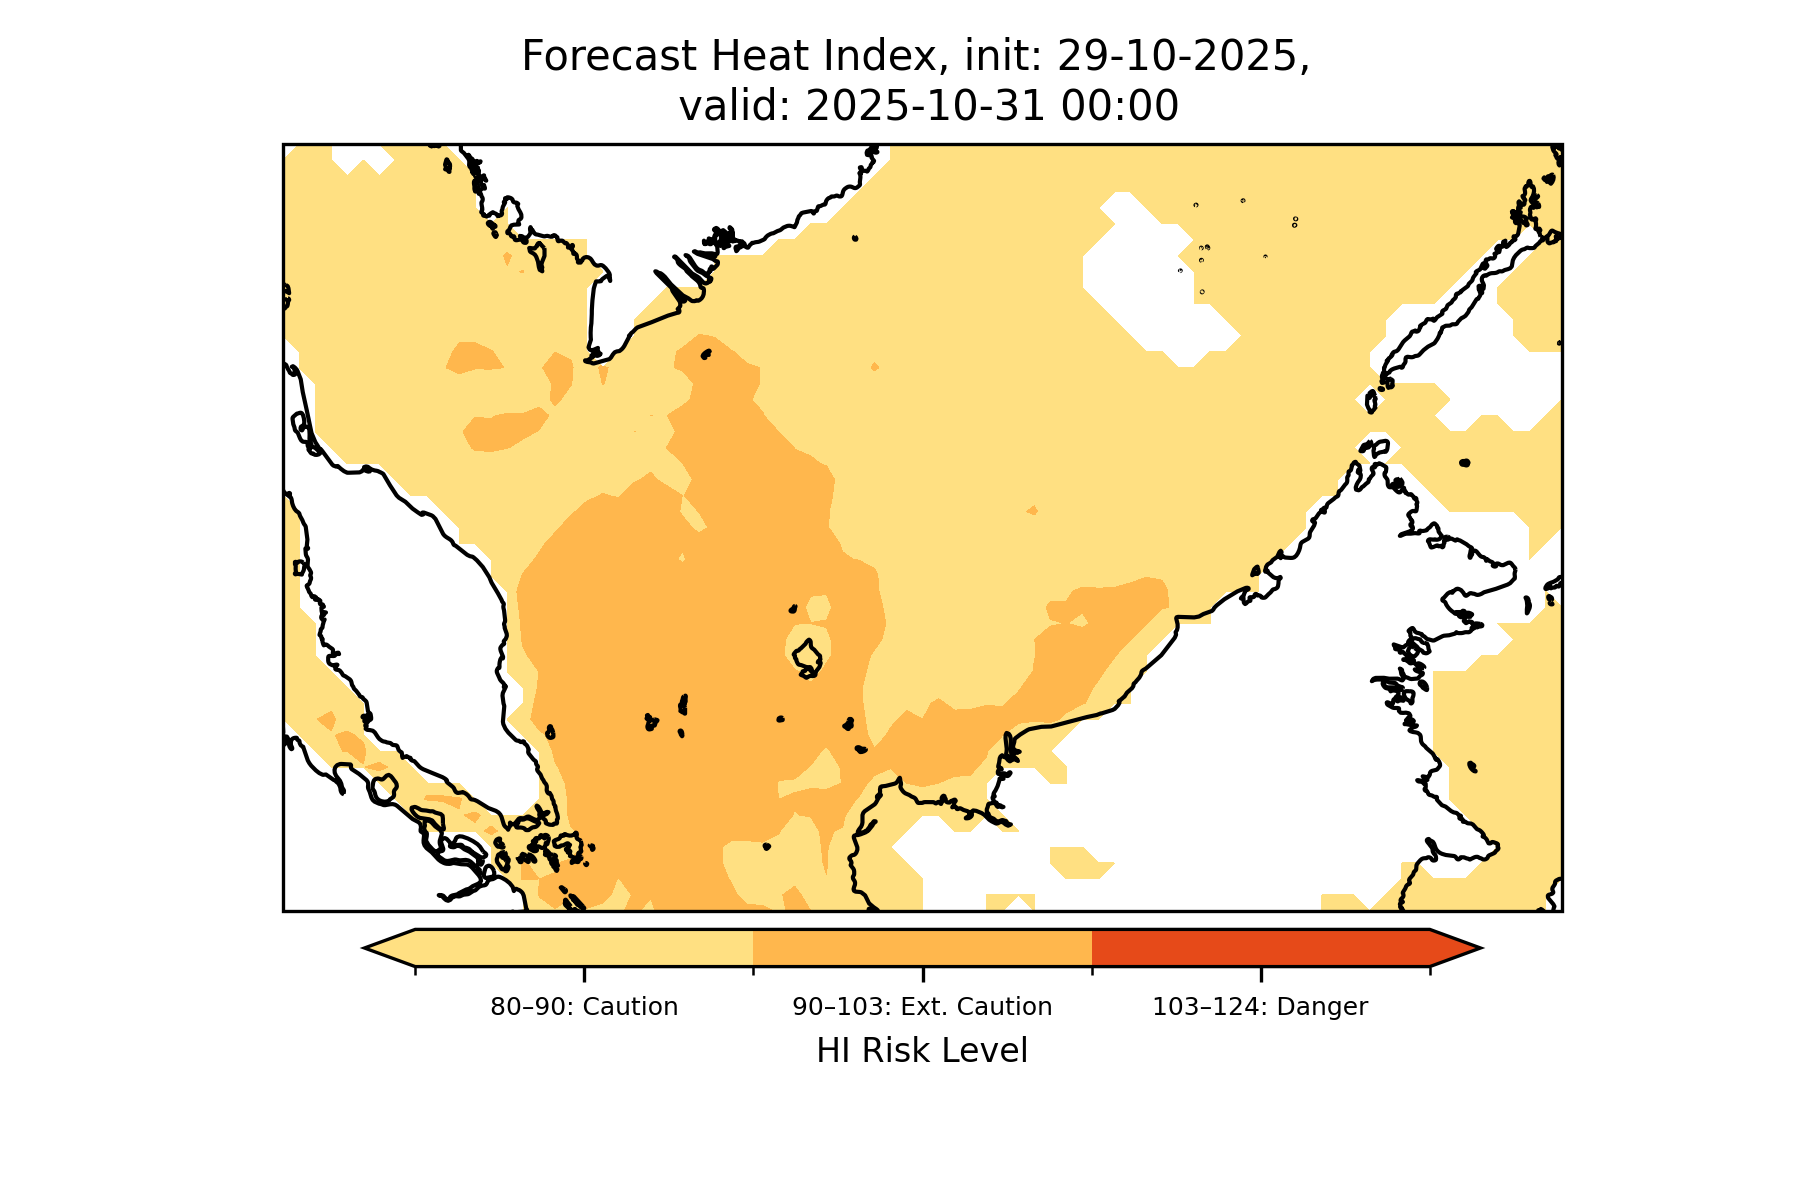 Forecast Heat Index, init: 29-10-2025,
valid: 2025-10-31 00:00
80–90: Caution
90–103: Ext. Caution
103–124: Danger
HI Risk Level